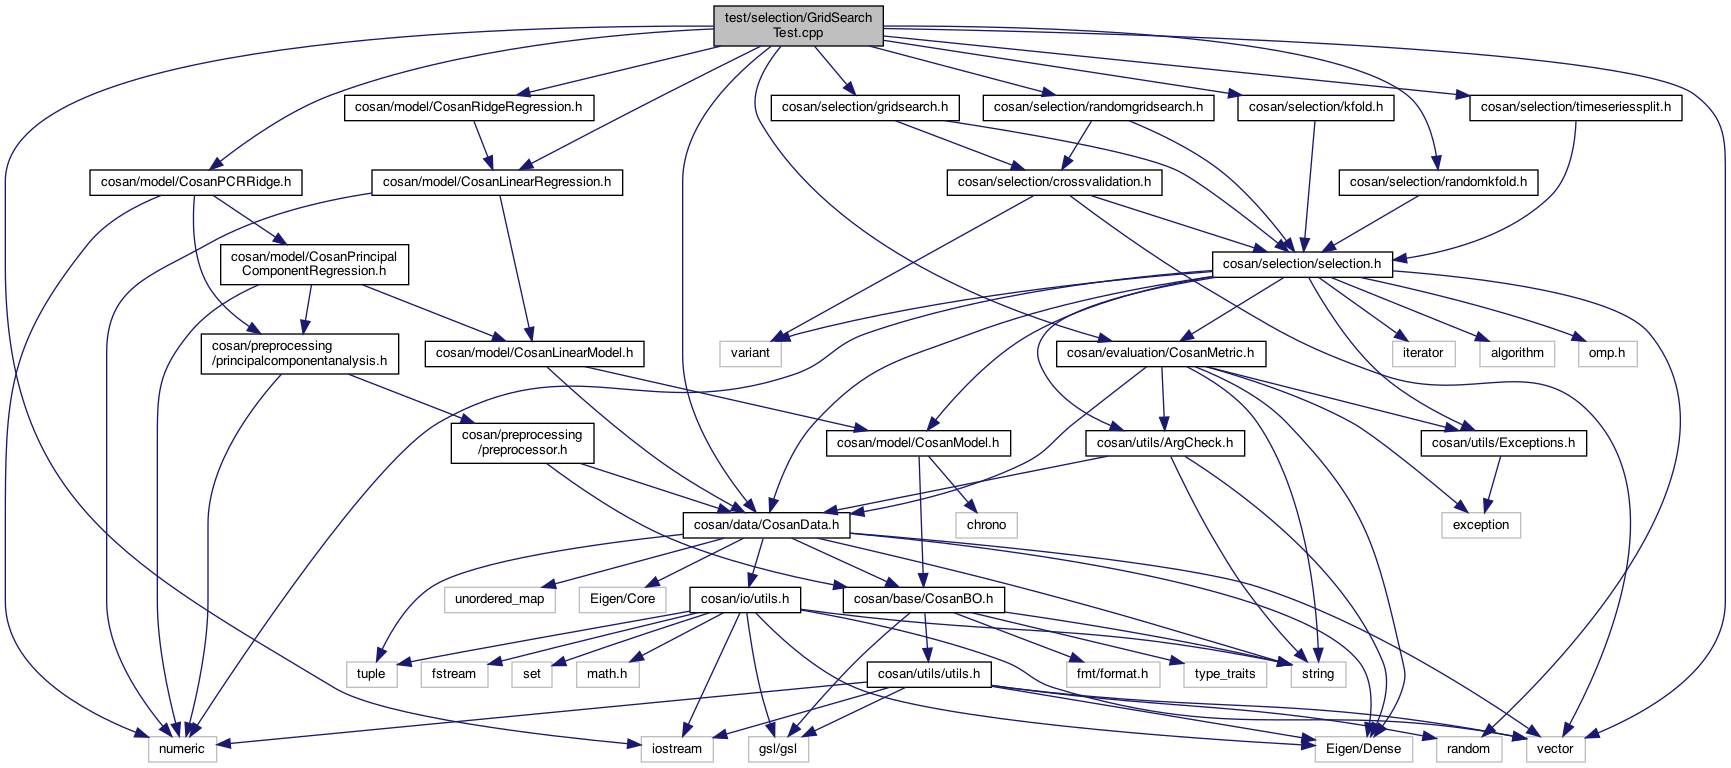 test/selection/GridSearch
Test.cpp
cosan/model/CosanRidgeRegression.h
cosan/selection/gridsearch.h
cosan/selection/randomgridsearch.h
cosan/selection/kfold.h
cosan/selection/timeseriessplit.h
cosan/model/CosanPCRRidge.h
cosan/model/CosanLinearRegression.h
cosan/selection/crossvalidation.h
cosan/selection/randomkfold.h
cosan/model/CosanPrincipal
ComponentRegression.h
cosan/selection/selection.h
cosan/preprocessing
/principalcomponentanalysis.h
cosan/model/CosanLinearModel.h
variant
cosan/evaluation/CosanMetric.h
iterator
algorithm
omp.h
cosan/preprocessing
/preprocessor.h
cosan/model/CosanModel.h
cosan/utils/ArgCheck.h
cosan/utils/Exceptions.h
cosan/data/CosanData.h
chrono
exception
unordered_map
Eigen/Core
cosan/io/utils.h
cosan/base/CosanBO.h
tuple
fstream
set
math.h
cosan/utils/utils.h
fmt/format.h
type_traits
string
numeric
iostream
gsl/gsl
Eigen/Dense
random
vector